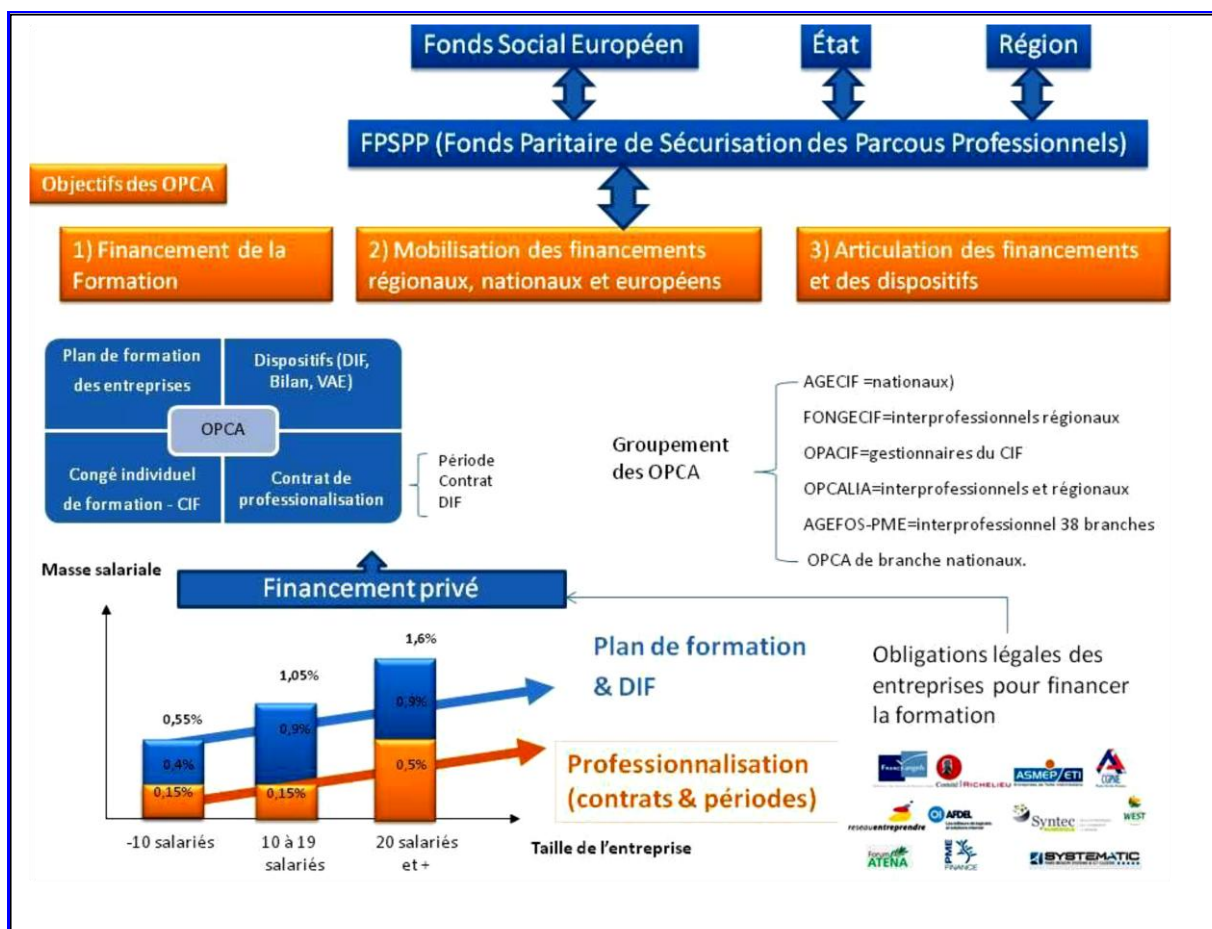 Fonds Social Européen
État
Région
FPSPP (Fonds Paritaire de Sécurisation des Parcous Professionnels)
Objectifs des OPCA
1) Financement de la
Formation
2) Mobilisation des financements
régionaux, nationaux et européens
3) Articulation des financements
et des dispositifs
Plan de formation
des entreprises
Dispositifs (DIF,
Bilan, VAE)
OPCA
Congé individuel
de formation - CIF
Contrat de
professionalisation
Période
Contrat
DIF
Groupement
des OPCA
AGECIF =nationaux)
FONGECIF=interprofessionnels régionaux
OPACIF=gestionnaires du CIF
OPCALIA=interprofessionnels et régionaux
AGEFOS-PME=interprofessionnel 38 branches
OPCA de branche nationaux.
Masse salariale
Financement privé
0,55%
0,4%
0,15%
1,05%
0,9%
0,15%
1,6%
0,9%
0,5%
-10 salariés
10 à 19
salariés
20 salariés
et +
Taille de l'entreprise
Plan de formation
& DIF
Professionnalisation
(contrats & périodes)
Obligations légales des
entreprises pour financer
la formation
RICHELIEU
ASMEP/ETI
CGPME
reseauentreprendre
AFDEL
Syntec
WEST
Forum
ATENA
PME
FINANCE
SYSTEMATIC